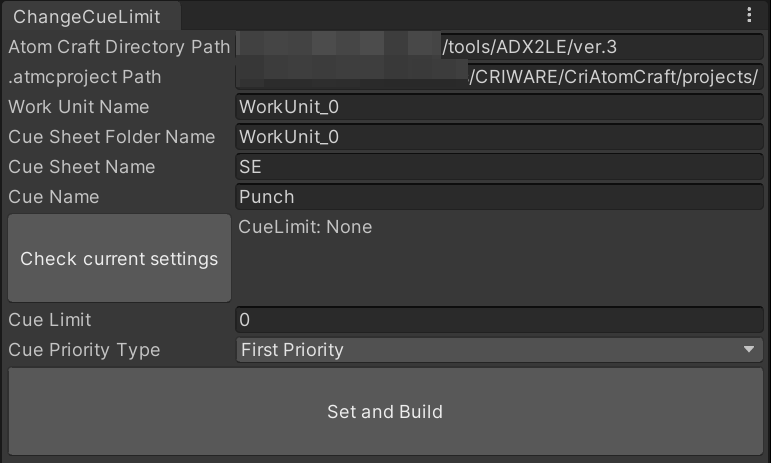 ChangeCueLimit
Atom Craft Directory Path /tools/ADX2LE/ver.3
.atmcproject Path /CRIWARE/CriAtomCraft/projects/
Work Unit Name WorkUnit_0
Cue Sheet Folder Name WorkUnit_0
Cue Sheet Name SE
Cue Name Punch
Check current settings CueLimit: None
Cue Limit 0
Cue Priority Type First Priority
Set and Build